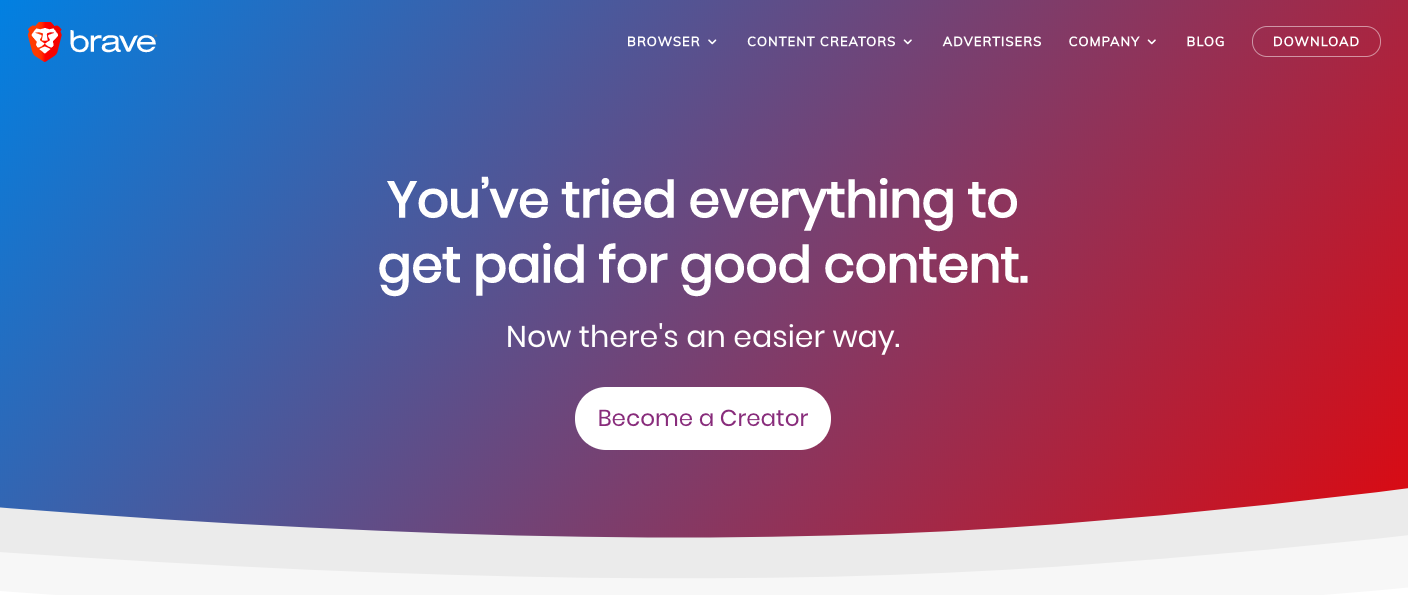 brave
BROWSER
CONTENT CREATORS
ADVERTISERS
COMPANY
BLOG
DOWNLOAD
You’ve tried everything to
get paid for good content.
Now there's an easier way.
Become a Creator